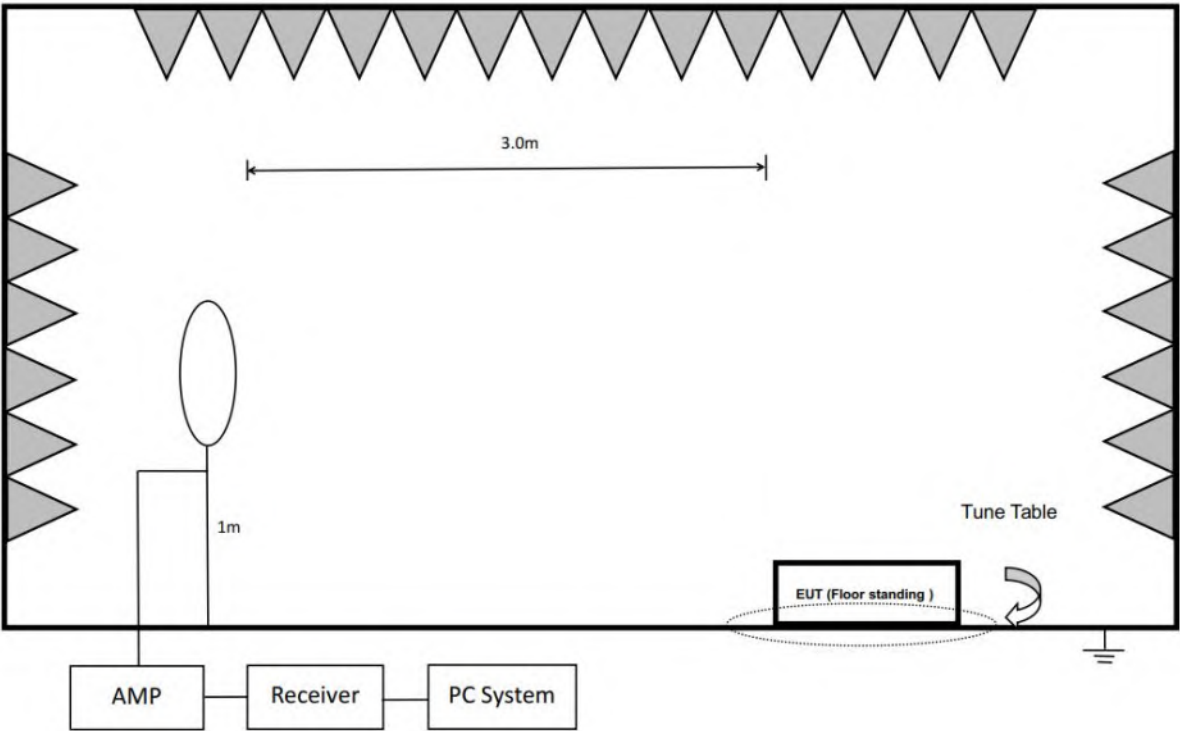 3.0m
1m
Tune Table
EUT (Floor standing )
AMP
Receiver
PC System